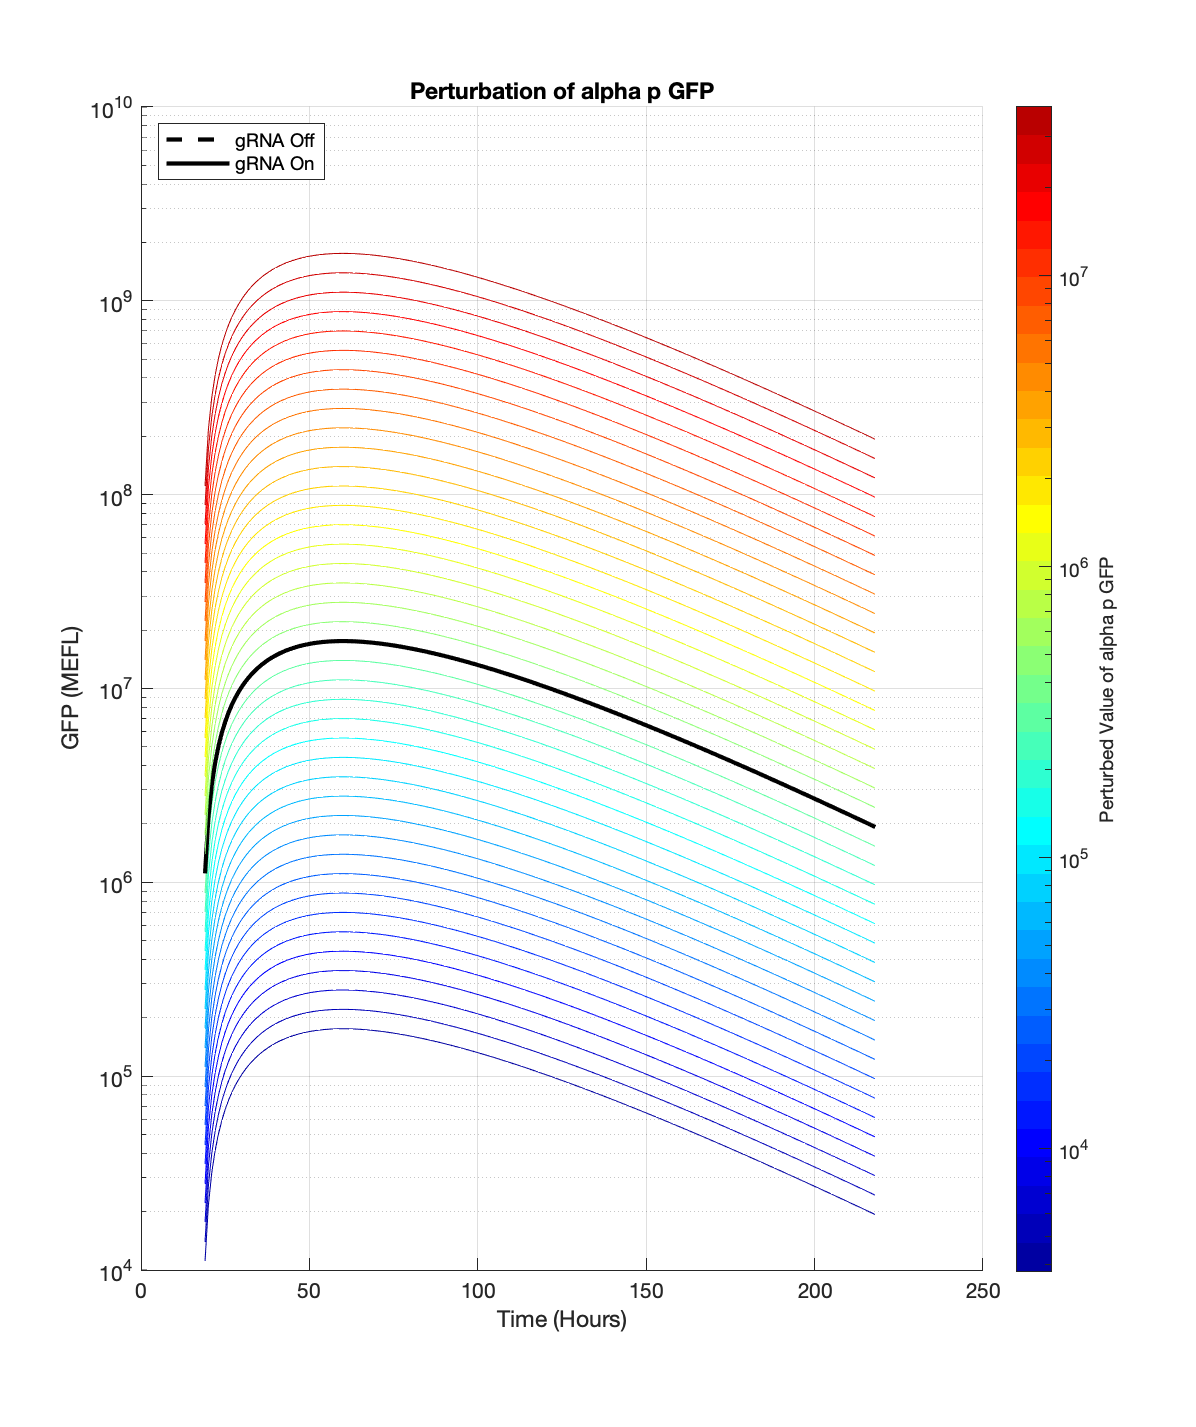 Perturbation of alpha p GFP
gRNA Off
gRNA On
10^10
10^9
10^8
10^7
10^6
10^5
10^4
GFP (MEFL)
0 50 100 150 200 250
Time (Hours)
10^7
10^6
10^5
10^4
Perturbed Value of alpha p GFP